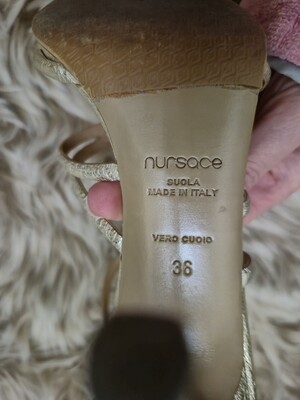 nursace
SUOLA
MADE IN ITALY
VERO CUOIO
36